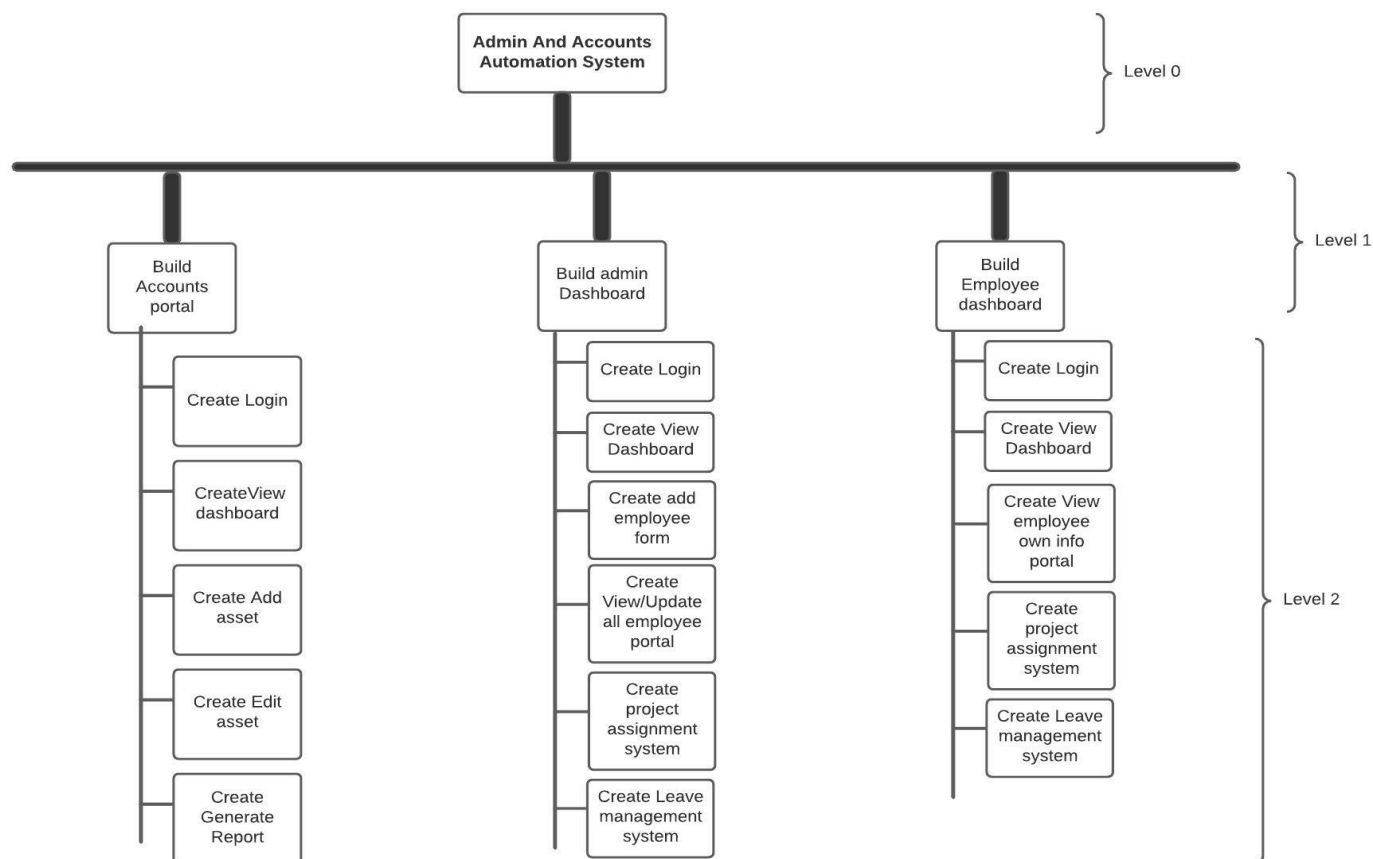 Admin And Accounts
Automation System
Level 0
Level 1
Build
Accounts
portal
Build admin
Dashboard
Build
Employee
dashboard
Create Login
CreateView
dashboard
Create Add
asset
Create Edit
asset
Create
Generate
Report
Create Login
Create View
Dashboard
Create add
employee
form
Create
View/Update
all employee
portal
Create
project
assignment
system
Create Leave
management
system
Create Login
Create View
Dashboard
Create View
employee
own info
portal
Create
project
assignment
system
Create Leave
management
system
Level 2